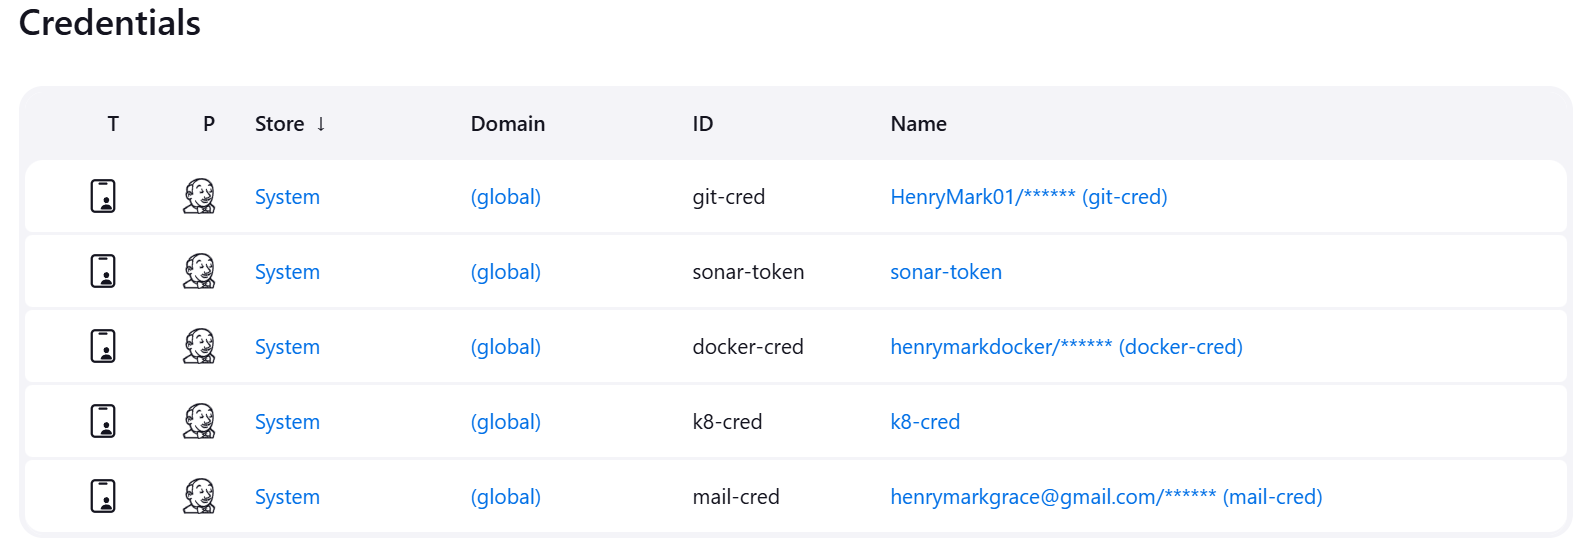 Credentials
T P Store ↓ Domain ID Name
System (global) git-cred HenryMark01/****** (git-cred)
System (global) sonar-token sonar-token
System (global) docker-cred henrymarkdocker/****** (docker-cred)
System (global) k8-cred k8-cred
System (global) mail-cred henrymarkgrace@gmail.com/****** (mail-cred)